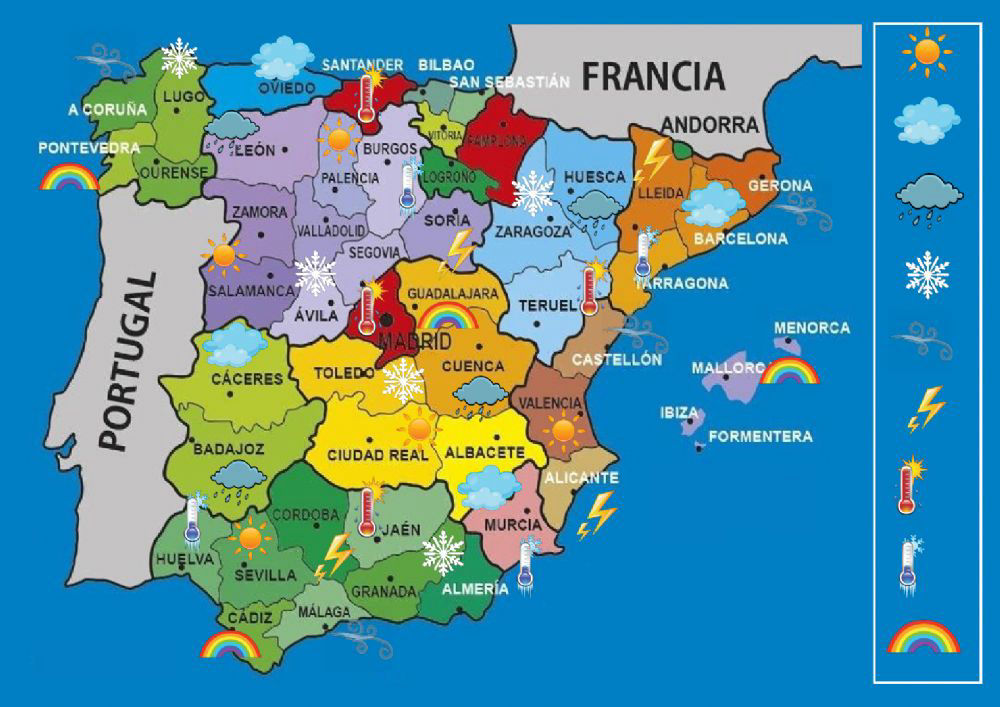 SANTANDER
BILBAO
SAN SEBASTIÁN
FRANCIA
OVIEDO
LUGO
A CORUÑA
ANDORRA
VITORIA
PAMPLONA
PONTEVEDRA
LEÓN
BURGOS
OURENSE
PALENCIA
LOGROÑO
HUESCA
LLEIDA
GERONA
ZAMORA
VALLADOLID
SORIA
ZARAGOZA
BARCELONA
SEGOVIA
SALAMANCA
GUADALAJARA
TARRAGONA
ÁVILA
TERUEL
PORTUGAL
MADRID
MENORCA
CASTELLÓN
CÁCERES
TOLEDO
CUENCA
MALLORC
VALENCIA
IBIZA
FORMENTERA
BADAJOZ
CIUDAD REAL
ALBACETE
ALICANTE
CORDOBA
JAÉN
MURCIA
HUELVA
SEVILLA
GRANADA
ALMERÍA
CÁDIZ
MÁLAGA